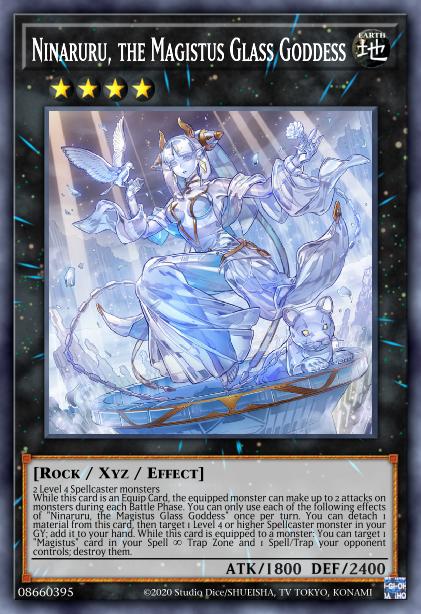 NINARURU, THE MAGISTUS GLASS GODDESS
EARTH
地
[ROCK / XYZ / EFFECT]
2 Level 4 Spellcaster monsters
While this card is an Equip Card, the equipped monster can make up to 2 attacks on
monsters during each Battle Phase. You can only use each of the following effects
of "Ninaruru, the Magistus Glass Goddess" once per turn. You can detach 1
material from this card, then target 1 Level 4 or higher Spellcaster monster in your
GY; add it to your hand. While this card is equipped to a monster: You can target 1
"Magistus" card in your Spell ∞ Trap Zone and 1 Spell/Trap your opponent
controls; destroy them.
ATK/1800 DEF/2400
08660395
©2020 Studio Dice/SHUEISHA, TV TOKYO, KONAMI